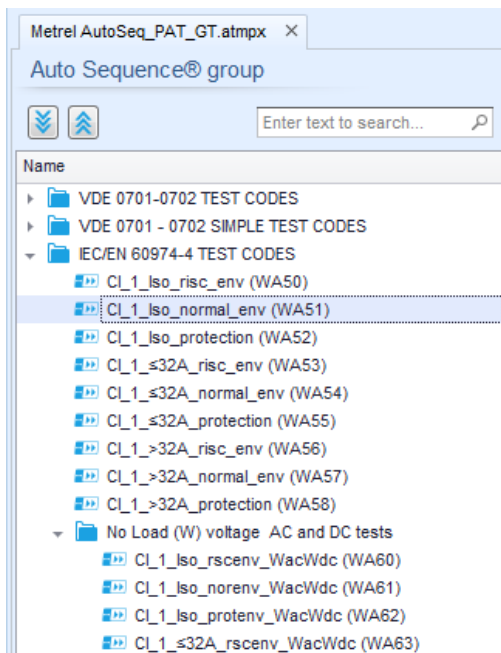 Metrel AutoSeq_PAT_GT.atmpx
Auto Sequence® group
Enter text to search...
Name
VDE 0701-0702 TEST CODES
VDE 0701 - 0702 SIMPLE TEST CODES
IEC/EN 60974-4 TEST CODES
Cl_1_Iso_risc_env (WA50)
Cl_1_Iso_normal_env (WA51)
Cl_1_Iso_protection (WA52)
Cl_1_≤32A_risc_env (WA53)
Cl_1_≤32A_normal_env (WA54)
Cl_1_≤32A_protection (WA55)
Cl_1_>32A_risc_env (WA56)
Cl_1_>32A_normal_env (WA57)
Cl_1_>32A_protection (WA58)
No Load (W) voltage  AC and DC tests
Cl_1_Iso_rscenv_WacWdc (WA60)
Cl_1_Iso_norenv_WacWdc (WA61)
Cl_1_Iso_protenv_WacWdc (WA62)
Cl_1_≤32A_rscenv_WacWdc (WA63)